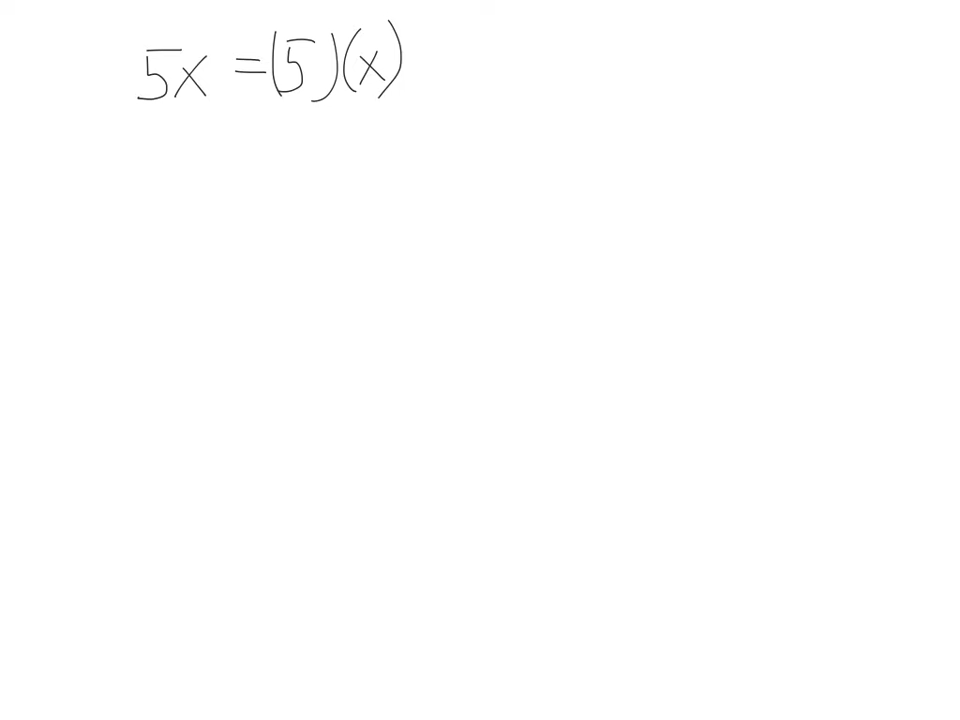 5x = (5)(x)